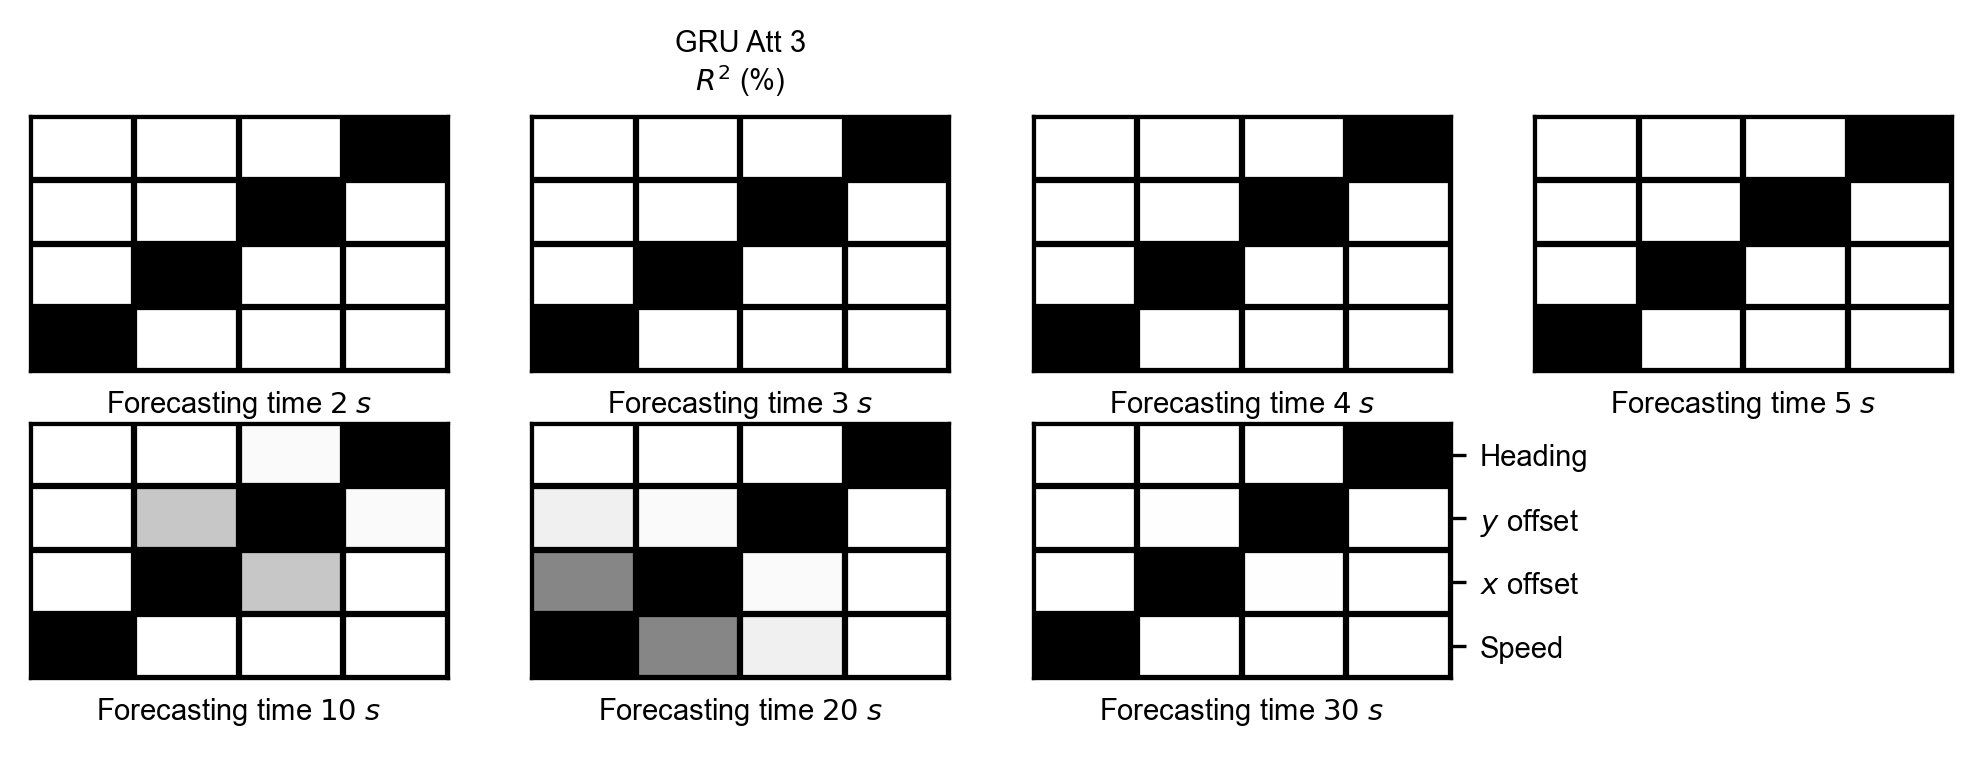 GRU Att 3
R² (%)
Forecasting time 2 s
Forecasting time 3 s
Forecasting time 4 s
Forecasting time 5 s
Heading
y offset
x offset
Speed
Forecasting time 10 s
Forecasting time 20 s
Forecasting time 30 s